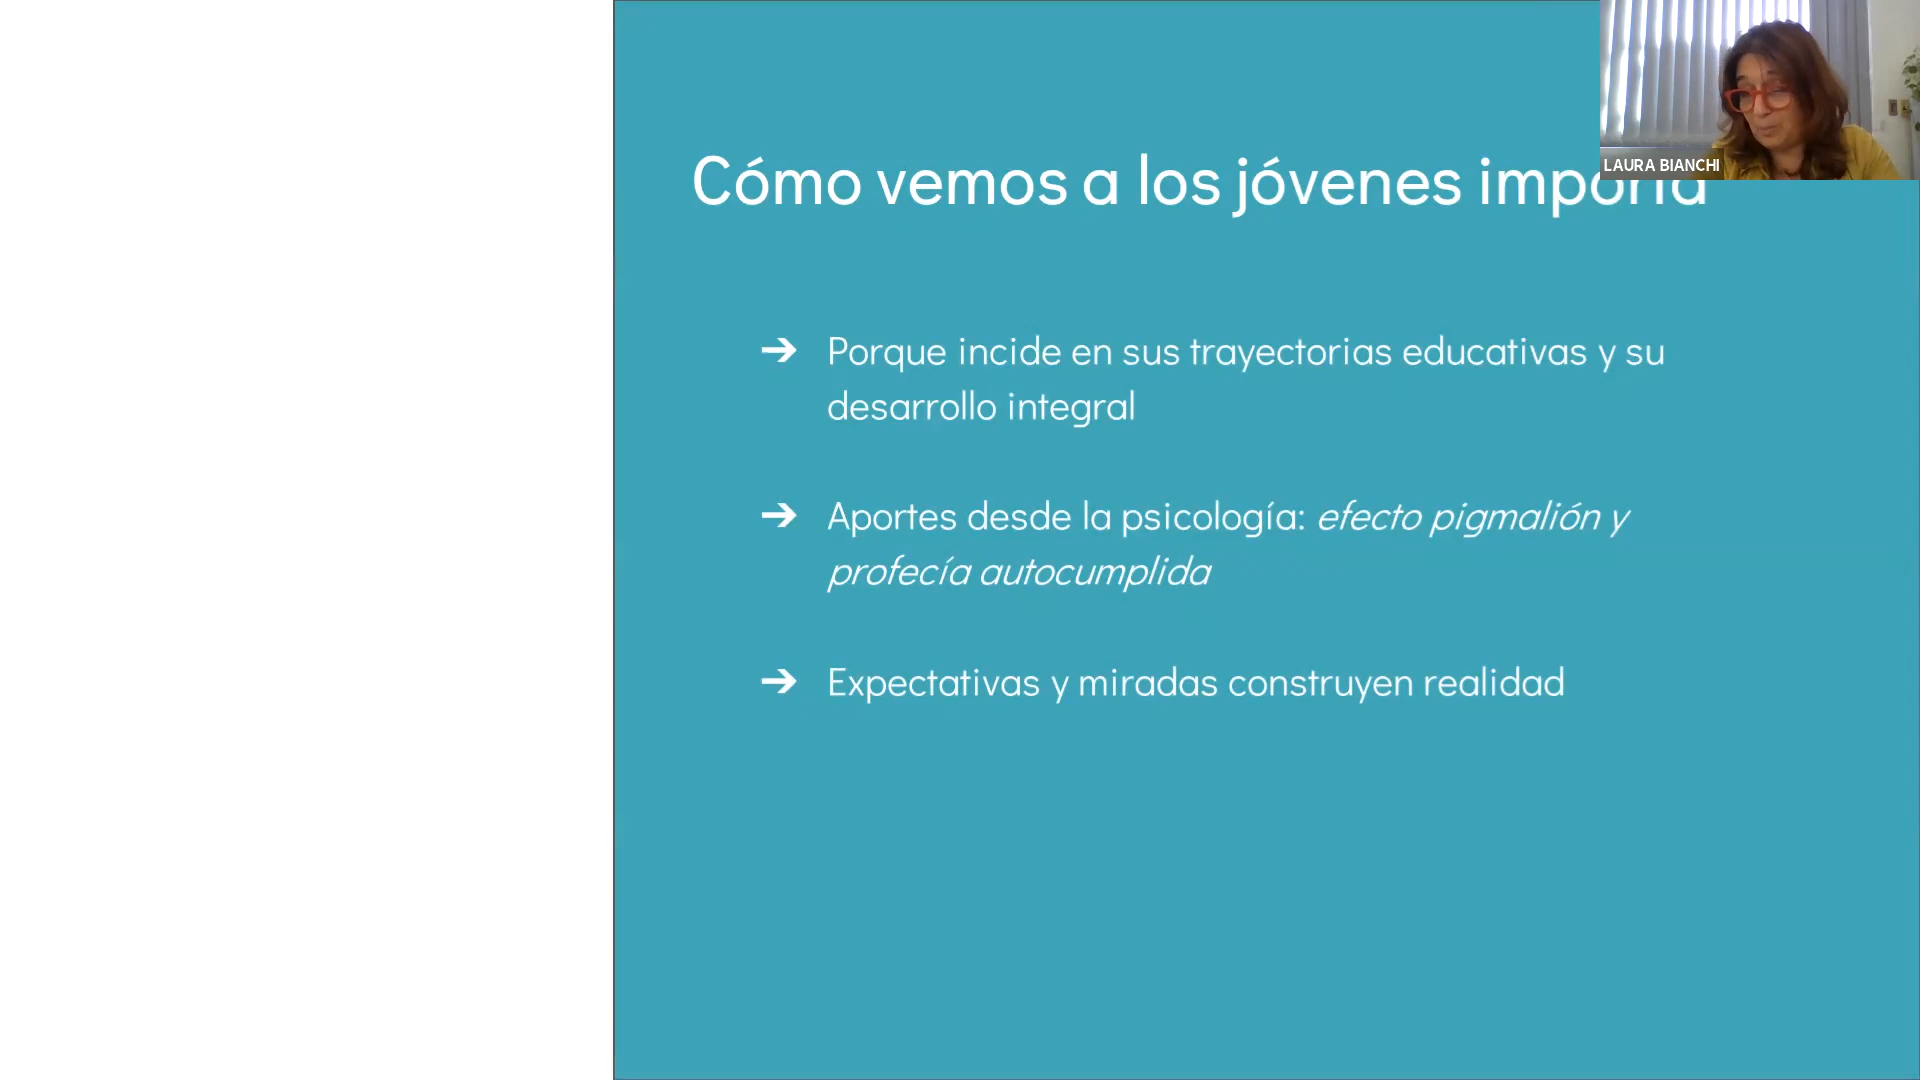 LAURA BIANCHI
Cómo vemos a los jóvenes importa
➔ Porque incide en sus trayectorias educativas y su
desarrollo integral
➔ Aportes desde la psicología: efecto pigmalión y
profecía autocumplida
➔ Expectativas y miradas construyen realidad